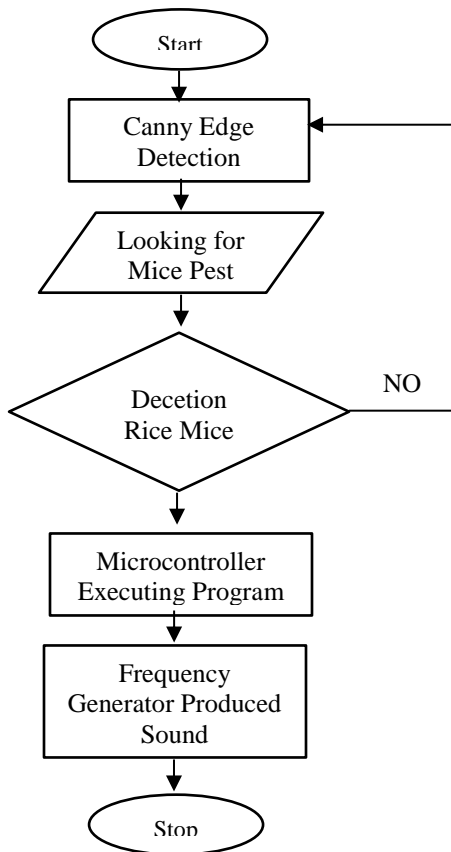 Start
Canny Edge
Detection
Looking for
Mice Pest
Decetion
Rice Mice
NO
Microcontroller
Executing Program
Frequency
Generator Produced
Sound
Stop